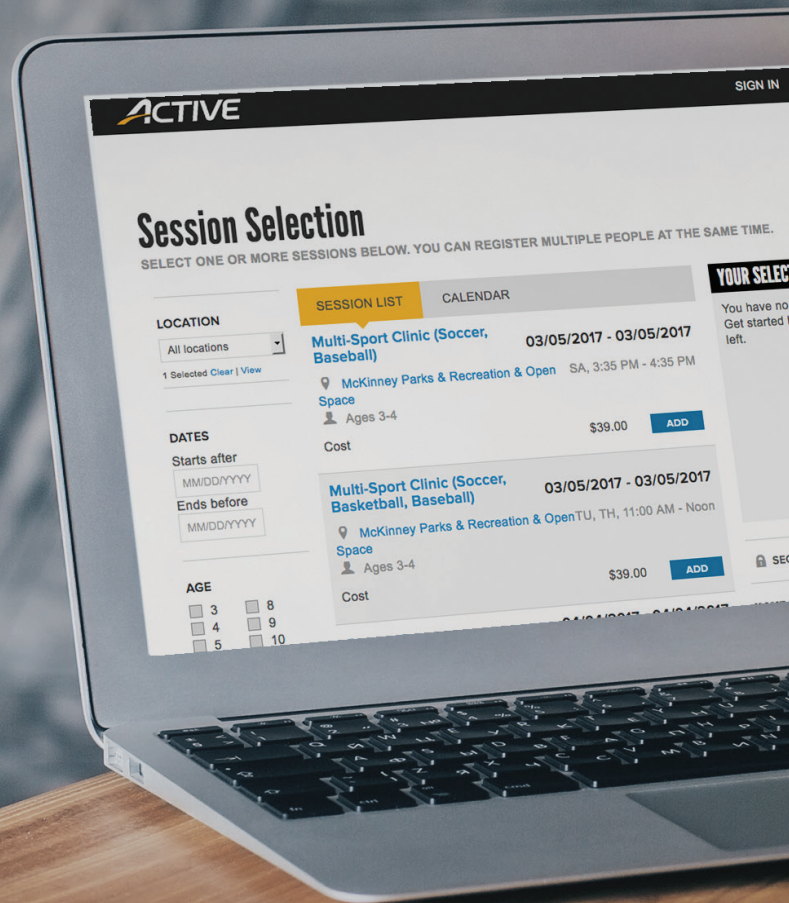 ACTIVE
SIGN IN
Session Selection
SELECT ONE OR MORE SESSIONS BELOW. YOU CAN REGISTER MULTIPLE PEOPLE AT THE SAME TIME.
LOCATION
All locations
1 Selected Clear | View
DATES
Starts after
MM/DD/YYYY
Ends before
MM/DD/YYYY
AGE
3 8
4 9
5 10
SESSION LIST CALENDAR
Multi-Sport Clinic (Soccer, 03/05/2017 - 03/05/2017
Baseball)
McKinney Parks & Recreation & Open SA, 3:35 PM - 4:35 PM
Space
Ages 3-4
Cost $39.00 ADD
Multi-Sport Clinic (Soccer, 03/05/2017 - 03/05/2017
Basketball, Baseball)
McKinney Parks & Recreation & Open TU, TH, 11:00 AM - Noon
Space
Ages 3-4
Cost $39.00 ADD
YOUR SELECT
You have no
Get started
left.
fn ctrl cmd